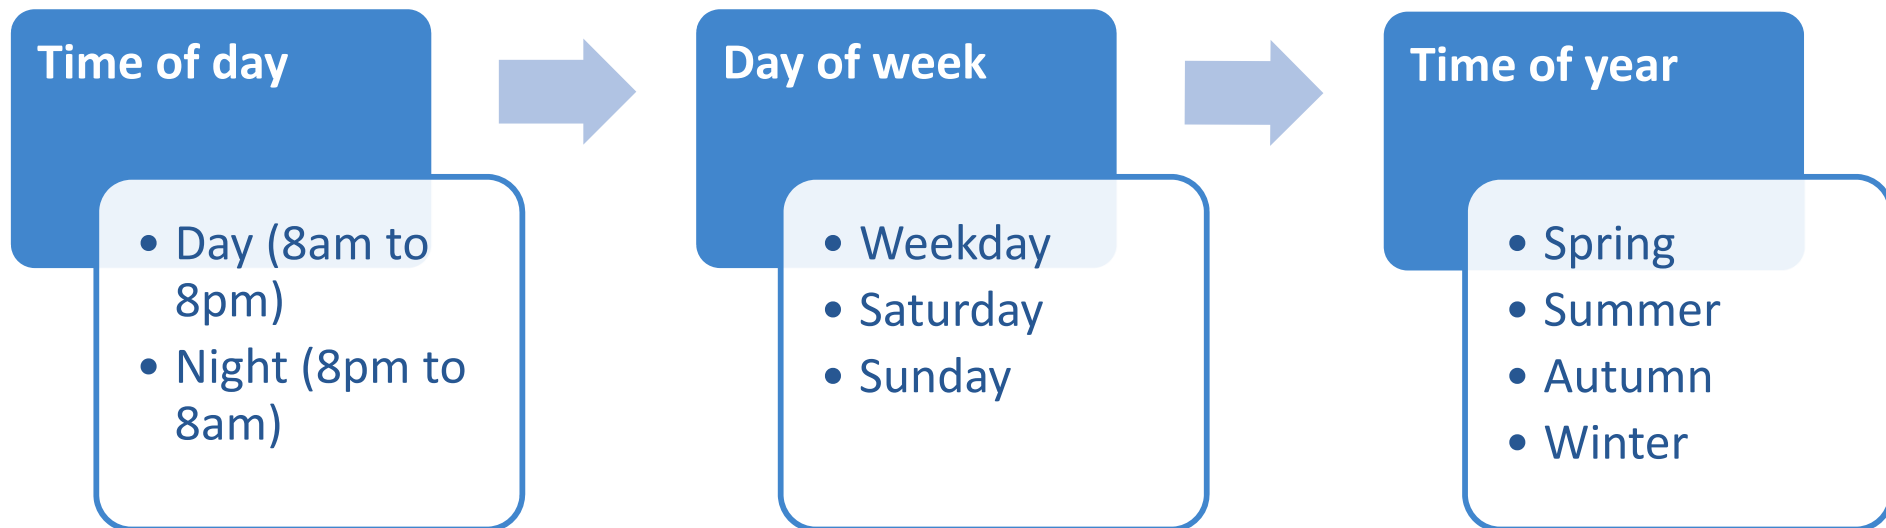 Time of day
• Day (8am to
8pm)
• Night (8pm to
8am)
Day of week
• Weekday
• Saturday
• Sunday
Time of year
• Spring
• Summer
• Autumn
• Winter